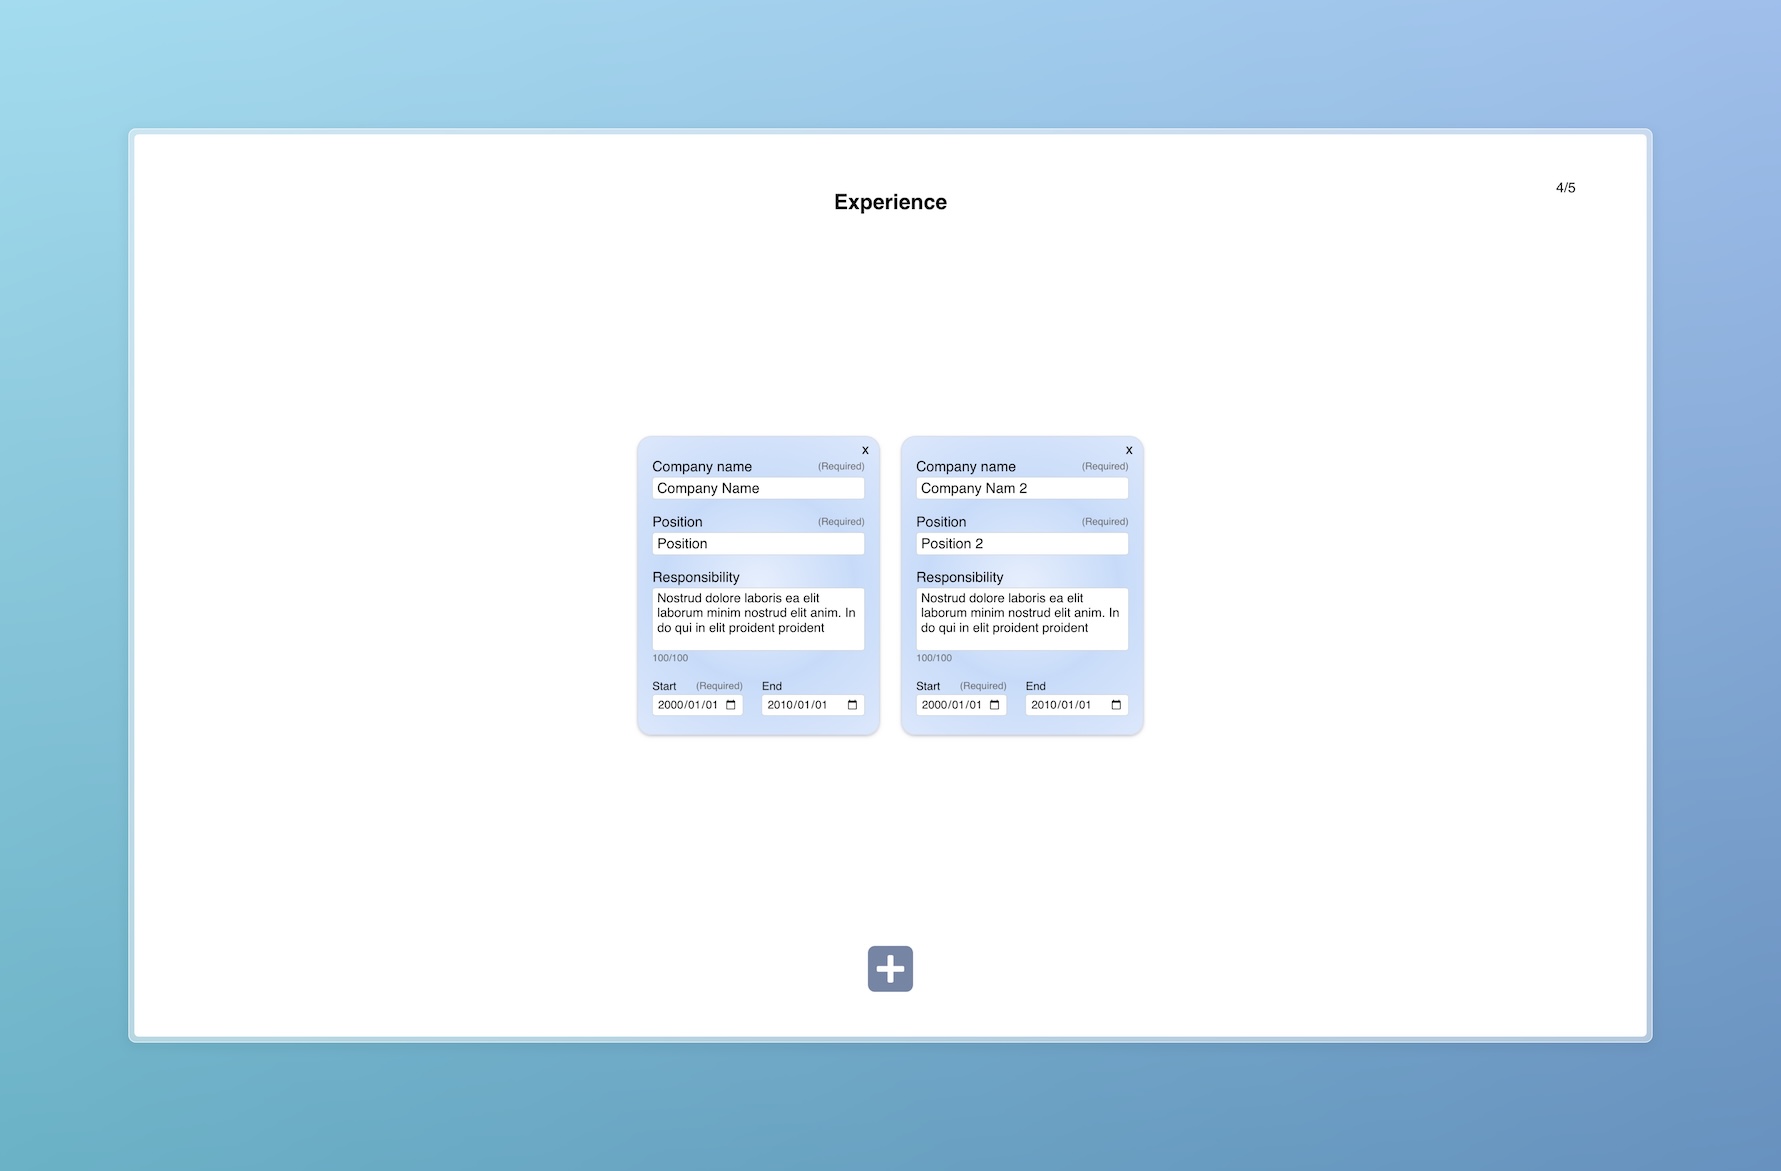 4/5
Experience
x
Company name (Required)
Company Name
Position (Required)
Position
Responsibility
Nostrud dolore laboris ea elit
laborum minim nostrud elit anim. In
do qui in elit proident proident
100/100
Start (Required) End
2000/01/01 2010/01/01
x
Company name (Required)
Company Nam 2
Position (Required)
Position 2
Responsibility
Nostrud dolore laboris ea elit
laborum minim nostrud elit anim. In
do qui in elit proident proident
100/100
Start (Required) End
2000/01/01 2010/01/01